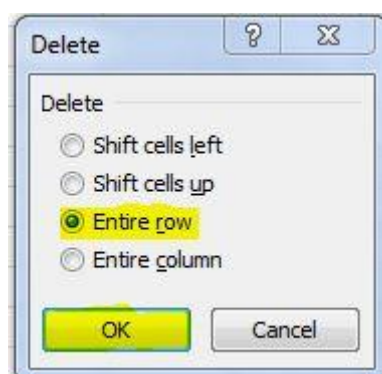 Delete
Delete
Shift cells left
Shift cells up
Entire row
Entire column
OK Cancel